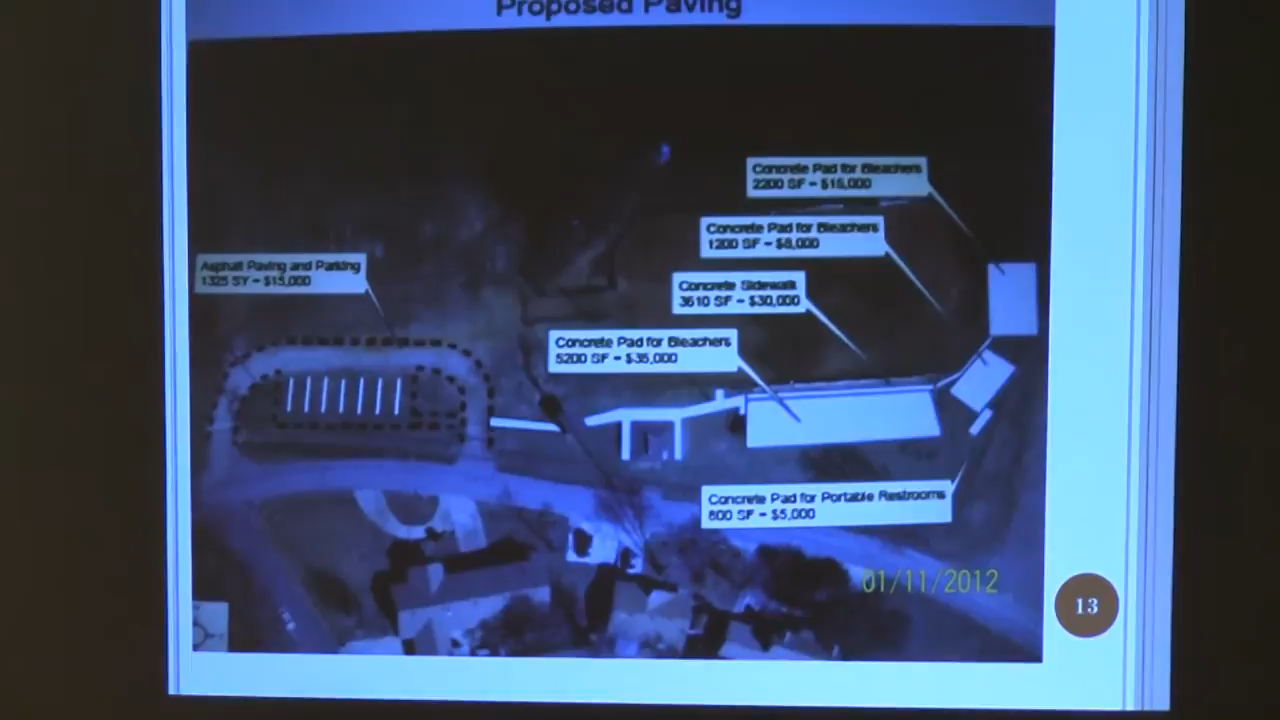 Proposed Paving
Concrete Pad for Bleachers
2200 SF - $15,000
Concrete Pad for Bleachers
1200 SF - $8,000
Asphalt Paving and Parking
1325 SY - $15,000
Concrete Sidewalk
3610 SF - $30,000
Concrete Pad for Bleachers
5200 SF - $35,000
Concrete Pad for Portable Restrooms
800 SF - $5,000
01/11/2012
13